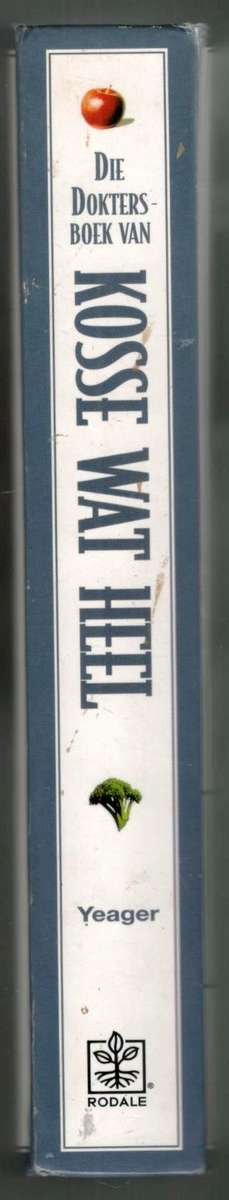 DIE
DOKTERS-
BOEK VAN
KOSSE WAT HEEL
Yeager
RODALE®